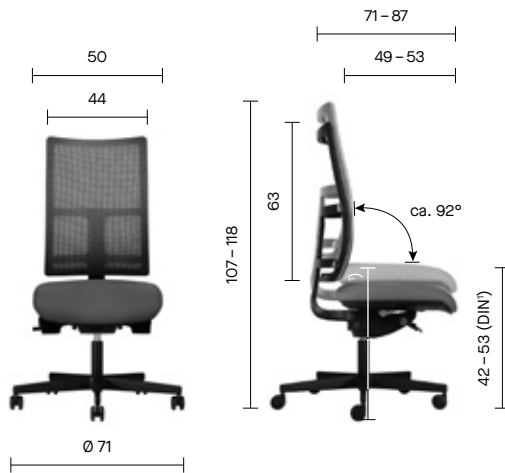 71 – 87
50
49 – 53
44
63
ca. 92°
107 – 118
42 – 53 (DIN¹)
Ø 71